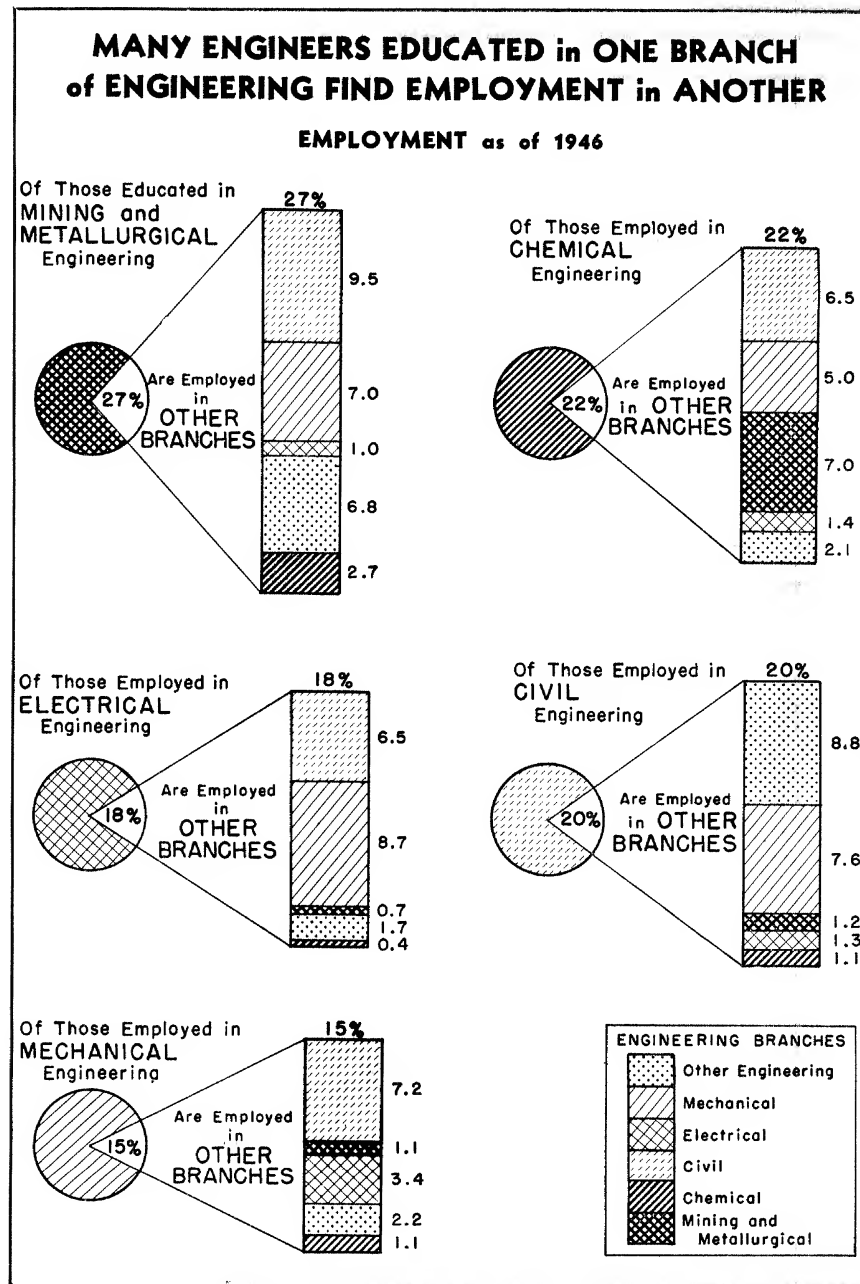 MANY ENGINEERS EDUCATED in ONE BRANCH
of ENGINEERING FIND EMPLOYMENT in ANOTHER
EMPLOYMENT as of 1946
Of Those Educated in
MINING and
METALLURGICAL
Engineering
27%
Are Employed
in
OTHER
BRANCHES
27%
9.5
7.0
1.0
6.8
2.7
Of Those Employed in
CHEMICAL
Engineering
22%
Are Employed
in OTHER
BRANCHES
22%
6.5
5.0
7.0
1.4
2.1
Of Those Employed in
ELECTRICAL
Engineering
18%
Are Employed
in
OTHER
BRANCHES
18%
6.5
8.7
0.7
1.7
0.4
Of Those Employed in
CIVIL
Engineering
20%
Are Employed
in OTHER
BRANCHES
20%
8.8
7.6
1.2
1.3
1.1
Of Those Employed in
MECHANICAL
Engineering
15%
Are Employed
in
OTHER
BRANCHES
15%
7.2
1.1
3.4
2.2
1.1
ENGINEERING BRANCHES
Other Engineering
Mechanical
Electrical
Civil
Chemical
Mining and
Metallurgical